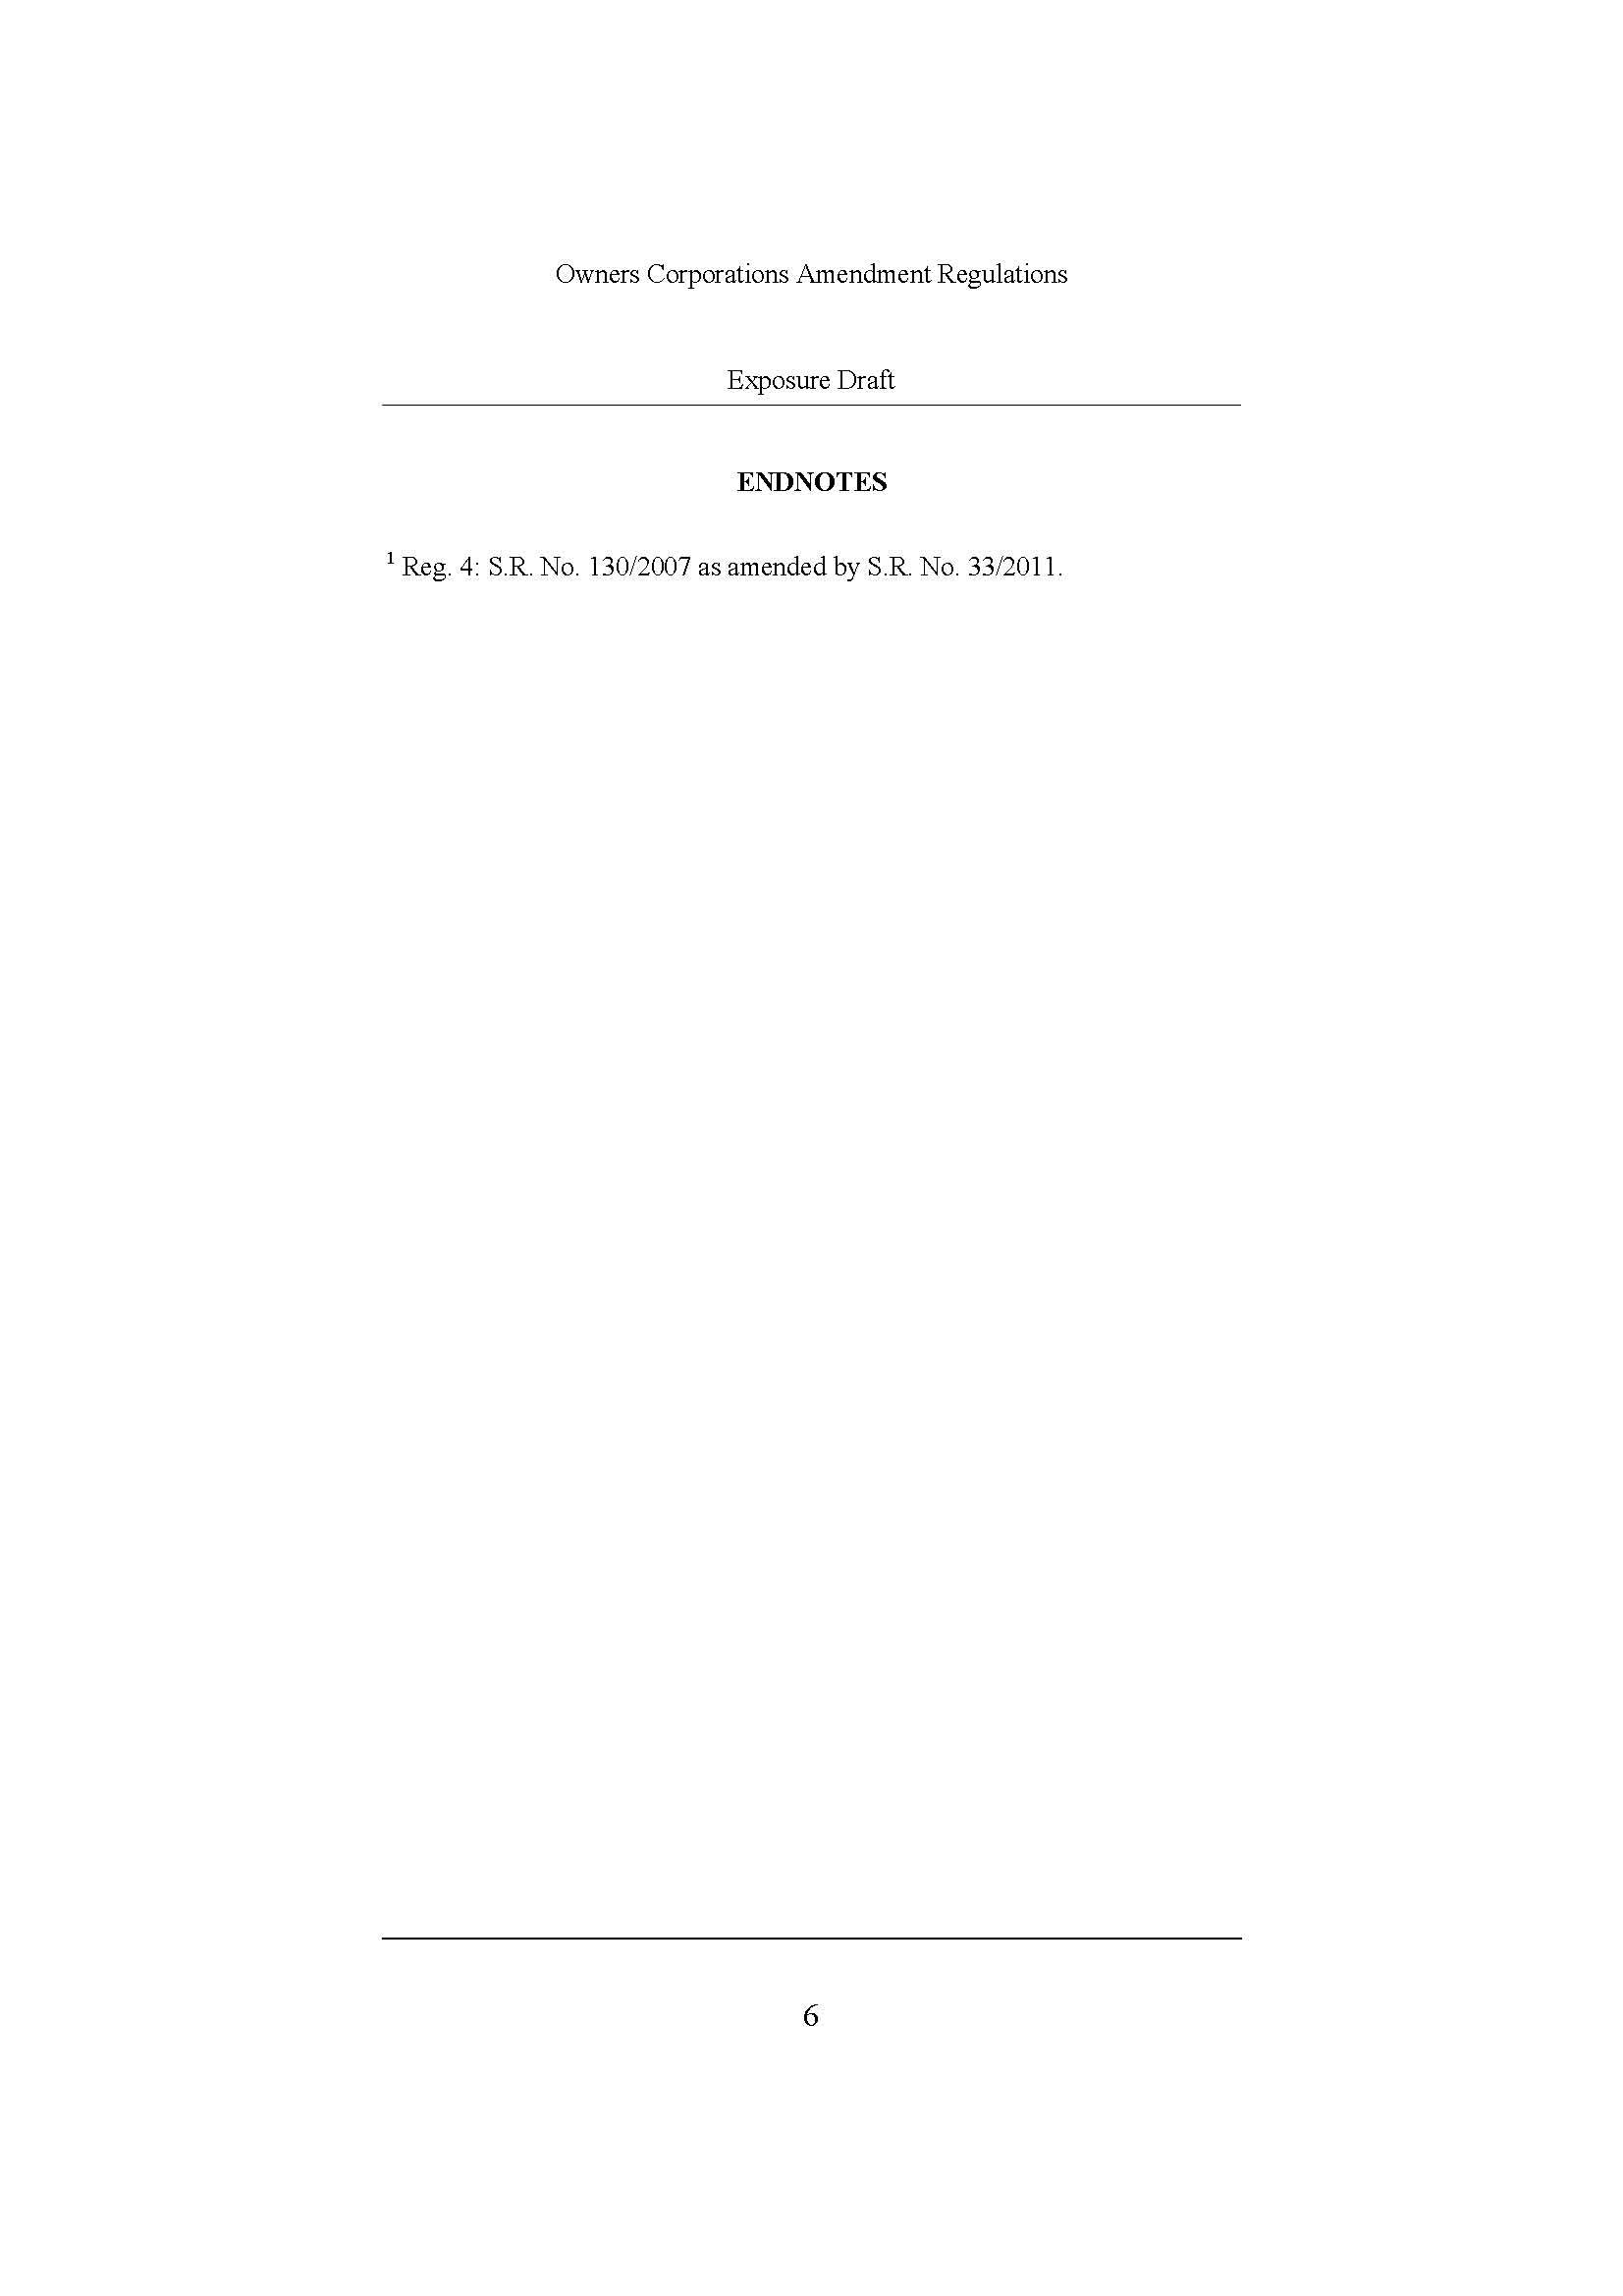 Owners Corporations Amendment Regulations
Exposure Draft
ENDNOTES
1 Reg. 4: S.R. No. 130/2007 as amended by S.R. No. 33/2011.
6